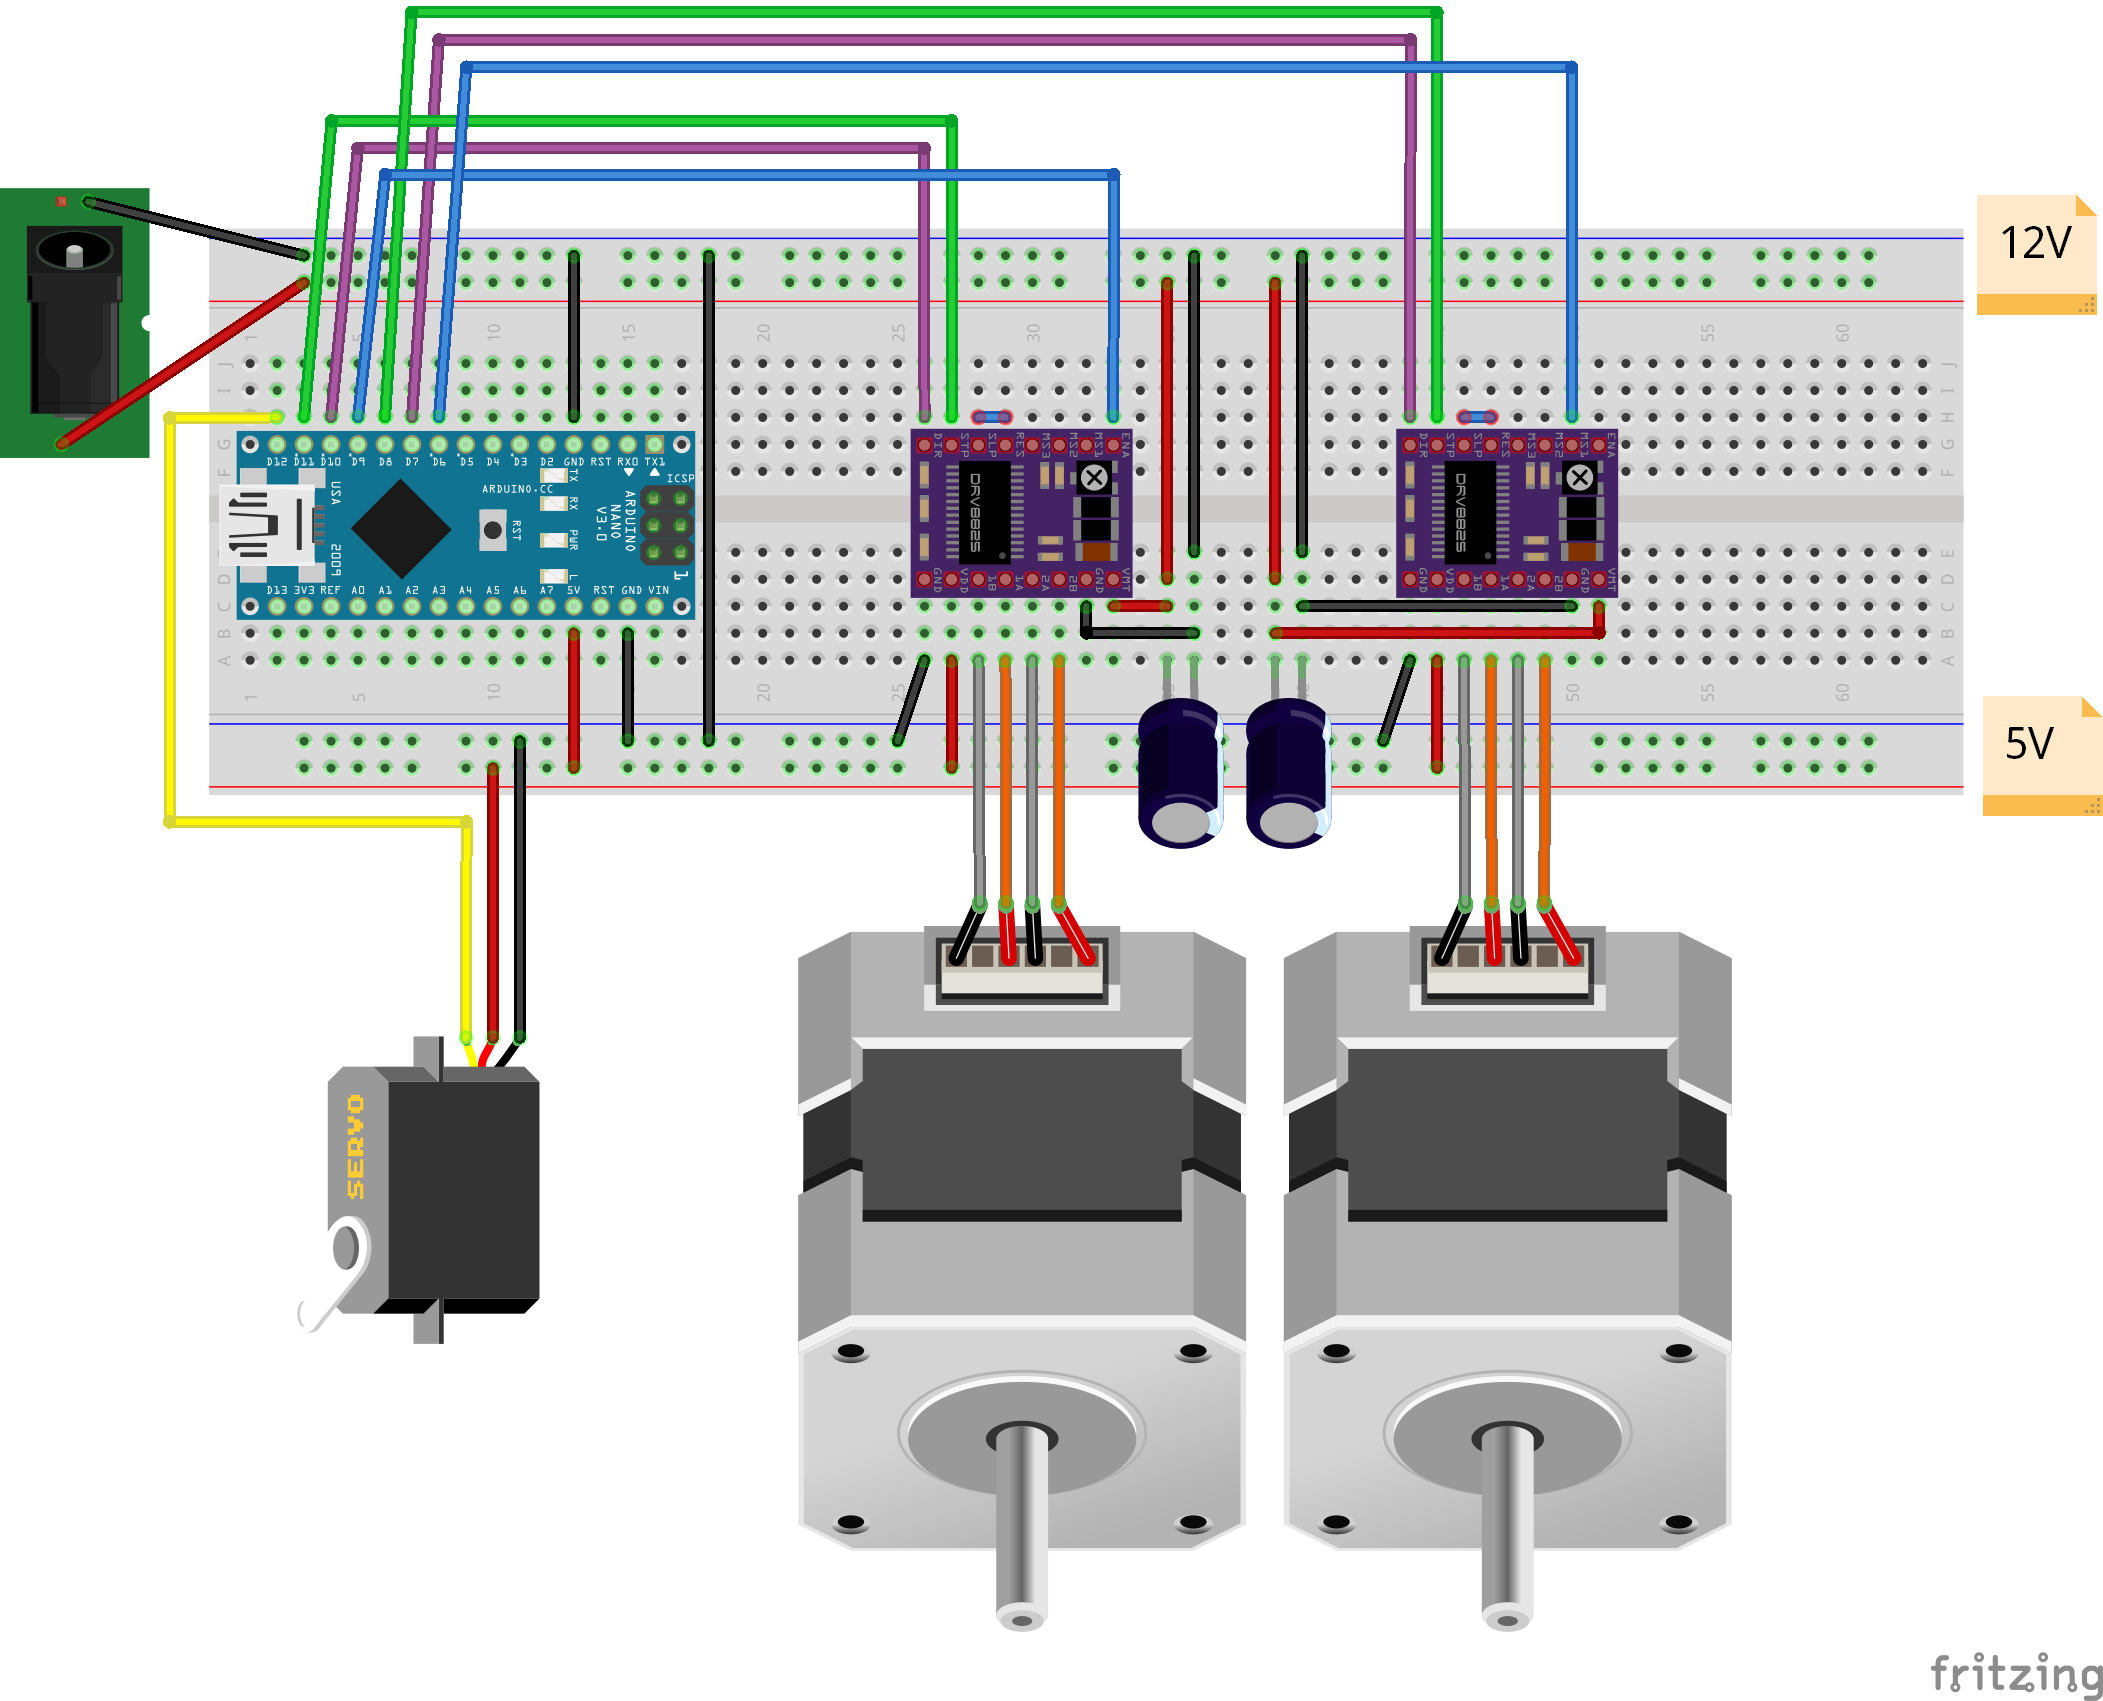 12V
5V
1 5 10 15 20 25 30 55 60
J J
I I
H H
G G
F F
D12 D11 D10 D9 D8 D7 D6 D5 D4 D3 D2 GND RST RX0 TX1
ARDUINO.CC
ICSP
USA
2009
RST
TX
RX
PWR
L
ARDUINO
NANO
V3.0
1
D13 3V3 REF A0 A1 A2 A3 A4 A5 A6 A7 5V RST GND VIN
DIR STP SLP RES MS3 MS2 MS1 ENA
DRV8825
GND VDD 1B 1A 2A 2B GND VMT
DIR STP SLP RES MS3 MS2 MS1 ENA
DRV8825
GND VDD 1B 1A 2A 2B GND VMT
E
D D
C C
B B
A A
1 5 10 20 25 50 55 60
SERVO
fritzing